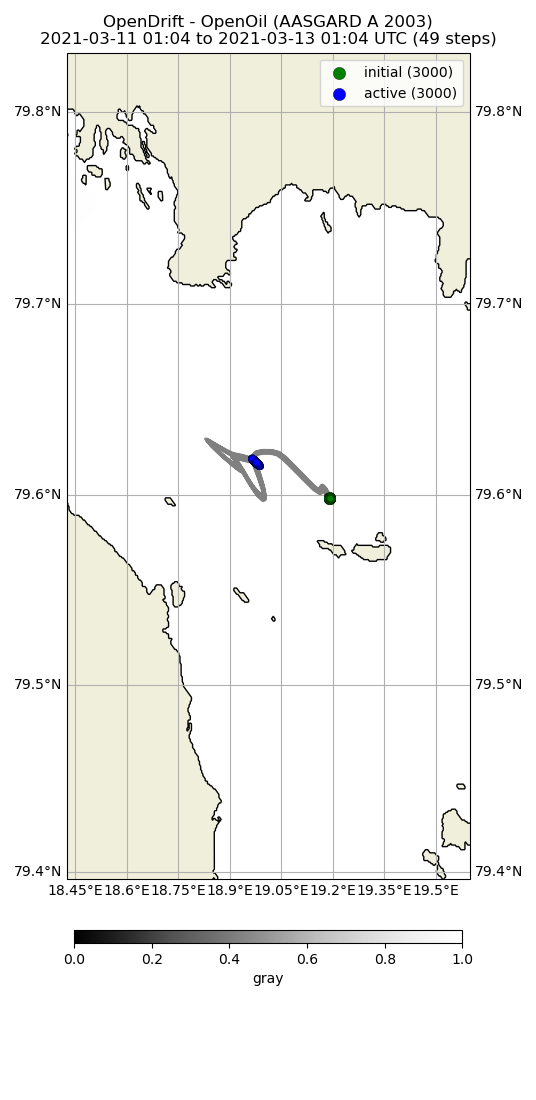 OpenDrift - OpenOil (AASGARD A 2003)
2021-03-11 01:04 to 2021-03-13 01:04 UTC (49 steps)
initial (3000)
active (3000)
79.8°N 79.8°N
79.7°N 79.7°N
79.6°N 79.6°N
79.5°N 79.5°N
79.4°N 79.4°N
18.45°E 18.6°E 18.75°E 18.9°E 19.05°E 19.2°E 19.35°E 19.5°E
0.0 0.2 0.4 0.6 0.8 1.0
gray